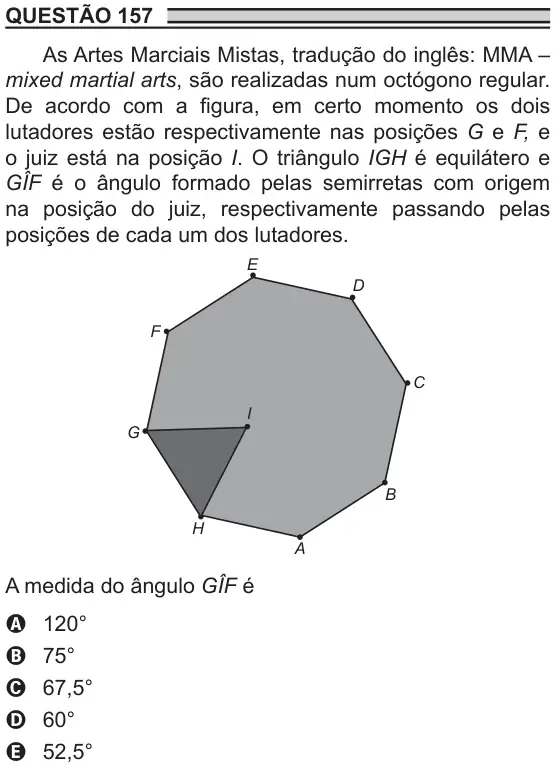 QUESTÃO 157
As Artes Marciais Mistas, tradução do inglês: MMA –
mixed martial arts, são realizadas num octógono regular.
De acordo com a figura, em certo momento os dois
lutadores estão respectivamente nas posições G e F, e
o juiz está na posição I. O triângulo IGH é equilátero e
GÎF é o ângulo formado pelas semirretas com origem
na posição do juiz, respectivamente passando pelas
posições de cada um dos lutadores.
E
D
F
C
I
G
B
H
A
A medida do ângulo GÎF é
A 120°
B 75°
C 67,5°
D 60°
E 52,5°